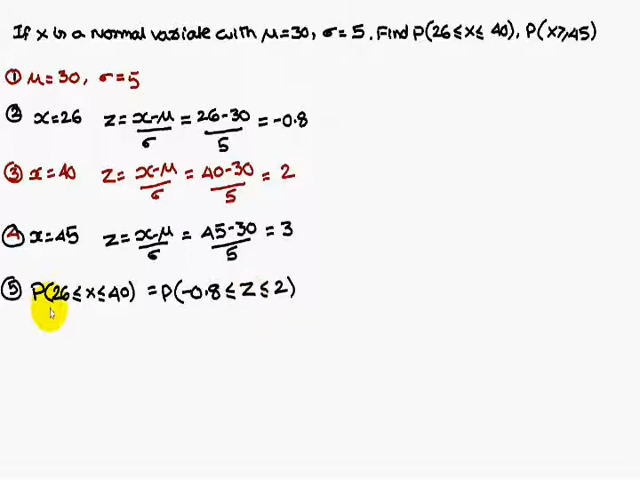 If x is a normal variate with μ=30, σ=5. Find P(26≤x≤40), P(x≥45)
① μ=30, σ=5
② x=26 z=x-μ/σ=26-30/5=-0.8
③ x=40 z=x-μ/σ=40-30/5=2
④ x=45 z=x-μ/σ=45-30/5=3
⑤ P(26≤x≤40) =P(-0.8≤z≤2)